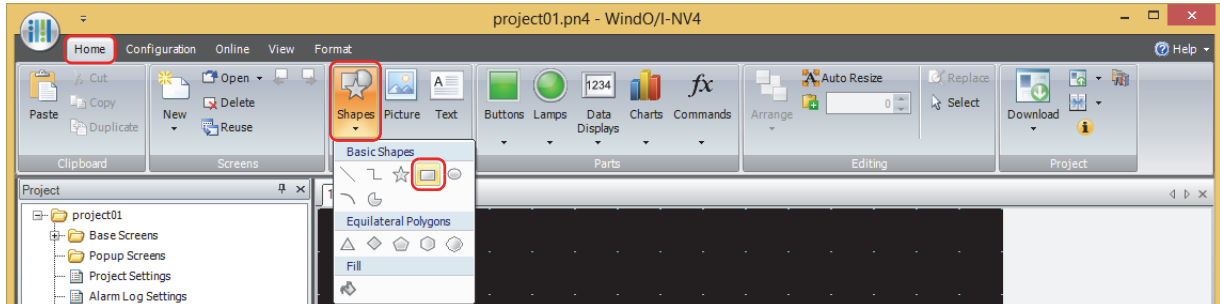 project01.pn4 - WindO/I-NV4
Home Configuration Online View Format Help
Cut Open Auto Resize Replace
Copy Delete 1234 A fx 0 Select
Paste Duplicate New Reuse Shapes Picture Text Buttons Lamps Data Displays Charts Commands Arrange Download
Clipboard Screens Parts Editing Project
Basic Shapes
Project 1
project01
Equilateral Polygons
Base Screens
Popup Screens
Fill
Project Settings
Alarm Log Settings